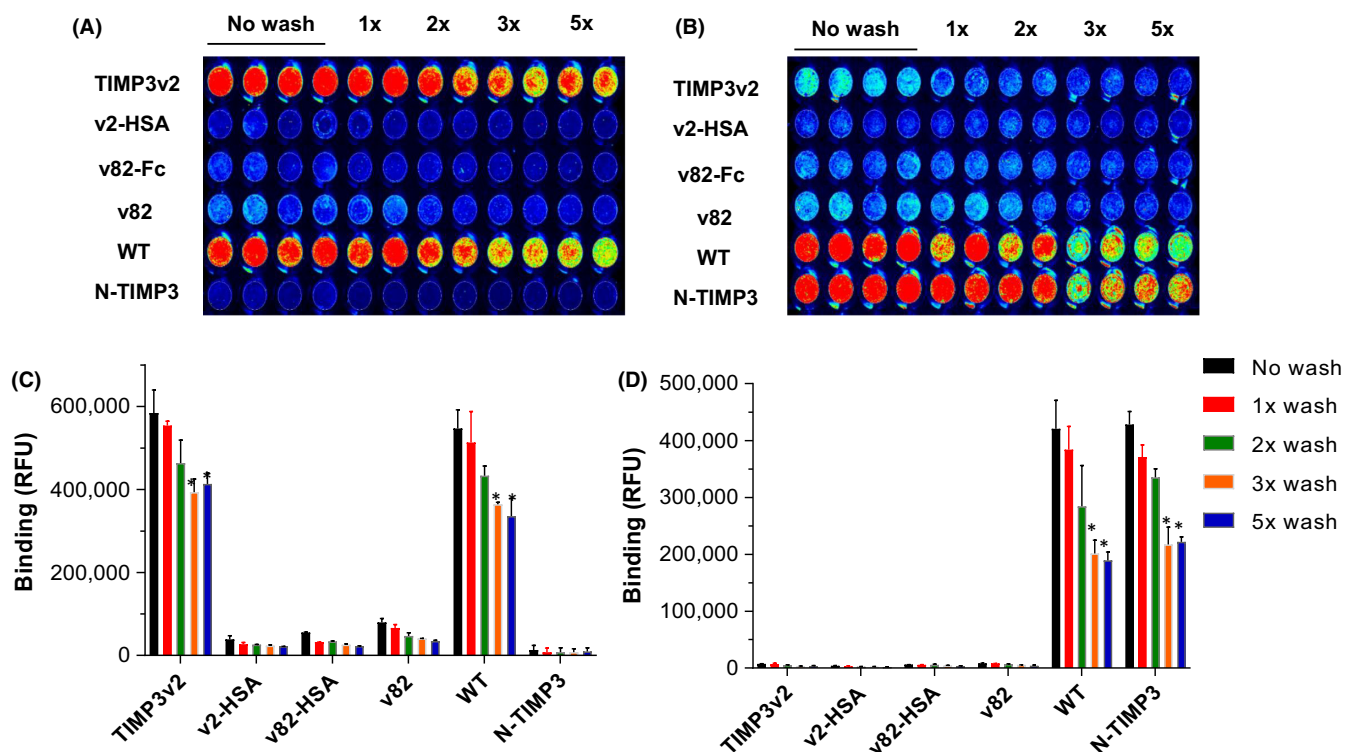 (A)
No wash 1x 2x 3x 5x
TIMP3v2
v2-HSA
v82-Fc
v82
WT
N-TIMP3
(B)
No wash 1x 2x 3x 5x
TIMP3v2
v2-HSA
v82-Fc
v82
WT
N-TIMP3
(C)
Binding (RFU)
600,000
400,000
200,000
0
* * * *
TIMP3v2 v2-HSA v82-HSA v82 WT N-TIMP3
(D)
Binding (RFU)
500,000
400,000
300,000
200,000
100,000
0
* * * *
TIMP3v2 v2-HSA v82-HSA v82 WT N-TIMP3
No wash
1x wash
2x wash
3x wash
5x wash